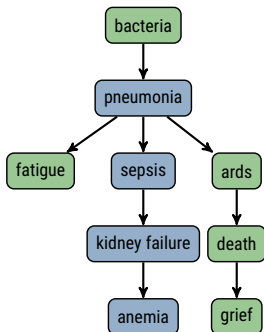 bacteria
pneumonia
fatigue
sepsis
ards
kidney failure
death
anemia
grief